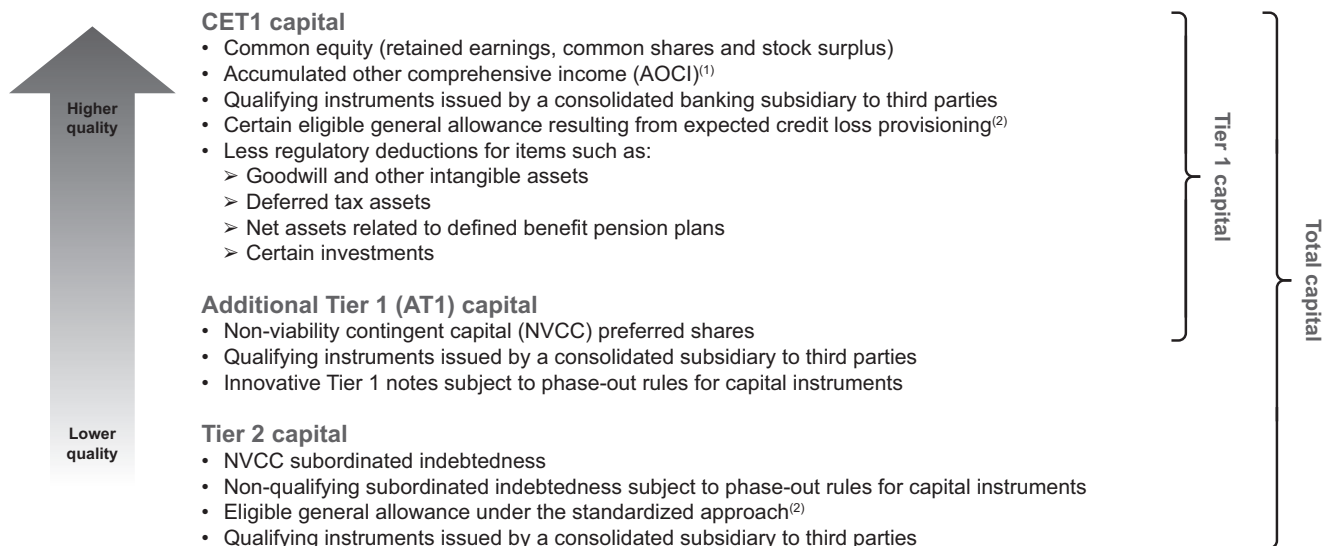 CET1 capital
• Common equity (retained earnings, common shares and stock surplus)
• Accumulated other comprehensive income (AOCI)(1)
• Qualifying instruments issued by a consolidated banking subsidiary to third parties
• Certain eligible general allowance resulting from expected credit loss provisioning(2)
• Less regulatory deductions for items such as:
➢ Goodwill and other intangible assets
➢ Deferred tax assets
➢ Net assets related to defined benefit pension plans
➢ Certain investments
Additional Tier 1 (AT1) capital
• Non-viability contingent capital (NVCC) preferred shares
• Qualifying instruments issued by a consolidated subsidiary to third parties
• Innovative Tier 1 notes subject to phase-out rules for capital instruments
Tier 2 capital
• NVCC subordinated indebtedness
• Non-qualifying subordinated indebtedness subject to phase-out rules for capital instruments
• Eligible general allowance under the standardized approach(2)
• Qualifying instruments issued by a consolidated subsidiary to third parties
Higher
quality
Lower
quality
Tier 1 capital
Total capital